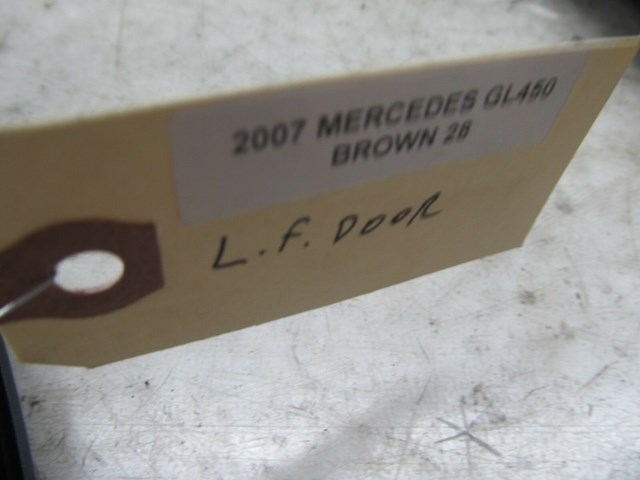 2007 MERCEDES GL450
BROWN 28
L.F. DOOR